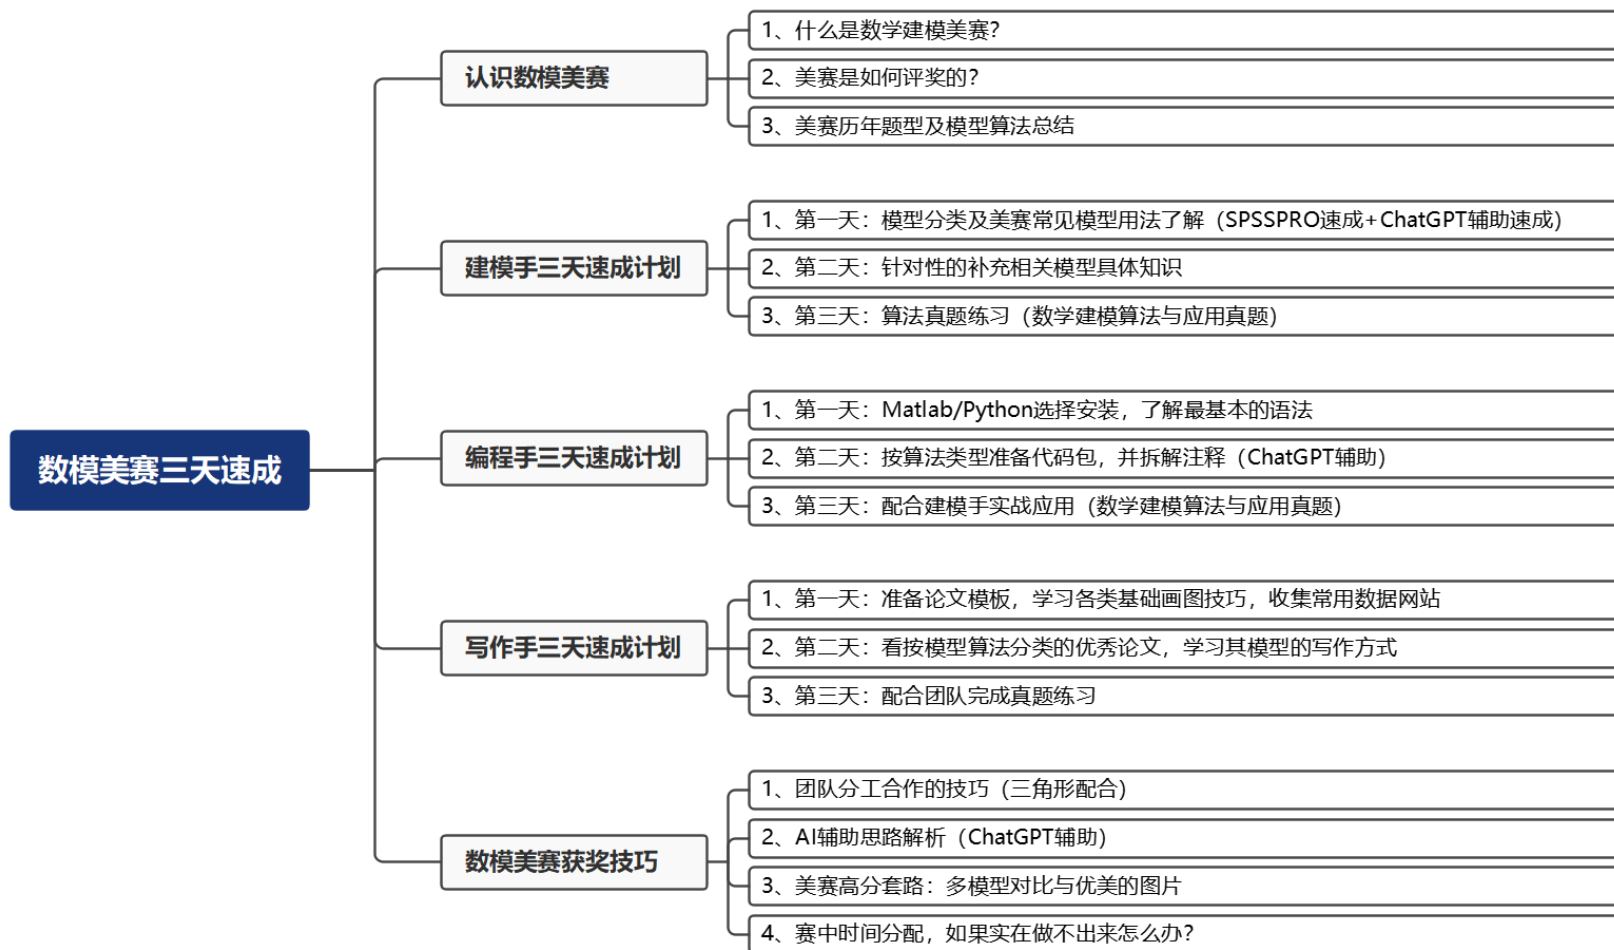 数模美赛三天速成
认识数模美赛
1、什么是数学建模美赛？
2、美赛是如何评奖的？
3、美赛历年题型及模型算法总结
建模手三天速成计划
1、第一天：模型分类及美赛常见模型用法了解（SPSSPRO速成+ChatGPT辅助速成）
2、第二天：针对性的补充相关模型具体知识
3、第三天：算法真题练习（数学建模算法与应用真题）
编程手三天速成计划
1、第一天：Matlab/Python选择安装，了解最基本的语法
2、第二天：按算法类型准备代码包，并拆解注释（ChatGPT辅助）
3、第三天：配合建模手实战应用（数学建模算法与应用真题）
写作手三天速成计划
1、第一天：准备论文模板，学习各类基础画图技巧，收集常用数据网站
2、第二天：看按模型算法分类的优秀论文，学习其模型的写作方式
3、第三天：配合团队完成真题练习
数模美赛获奖技巧
1、团队分工合作的技巧（三角形配合）
2、AI辅助思路解析（ChatGPT辅助）
3、美赛高分套路：多模型对比与优美的图片
4、赛中时间分配，如果实在做不出来怎么办？